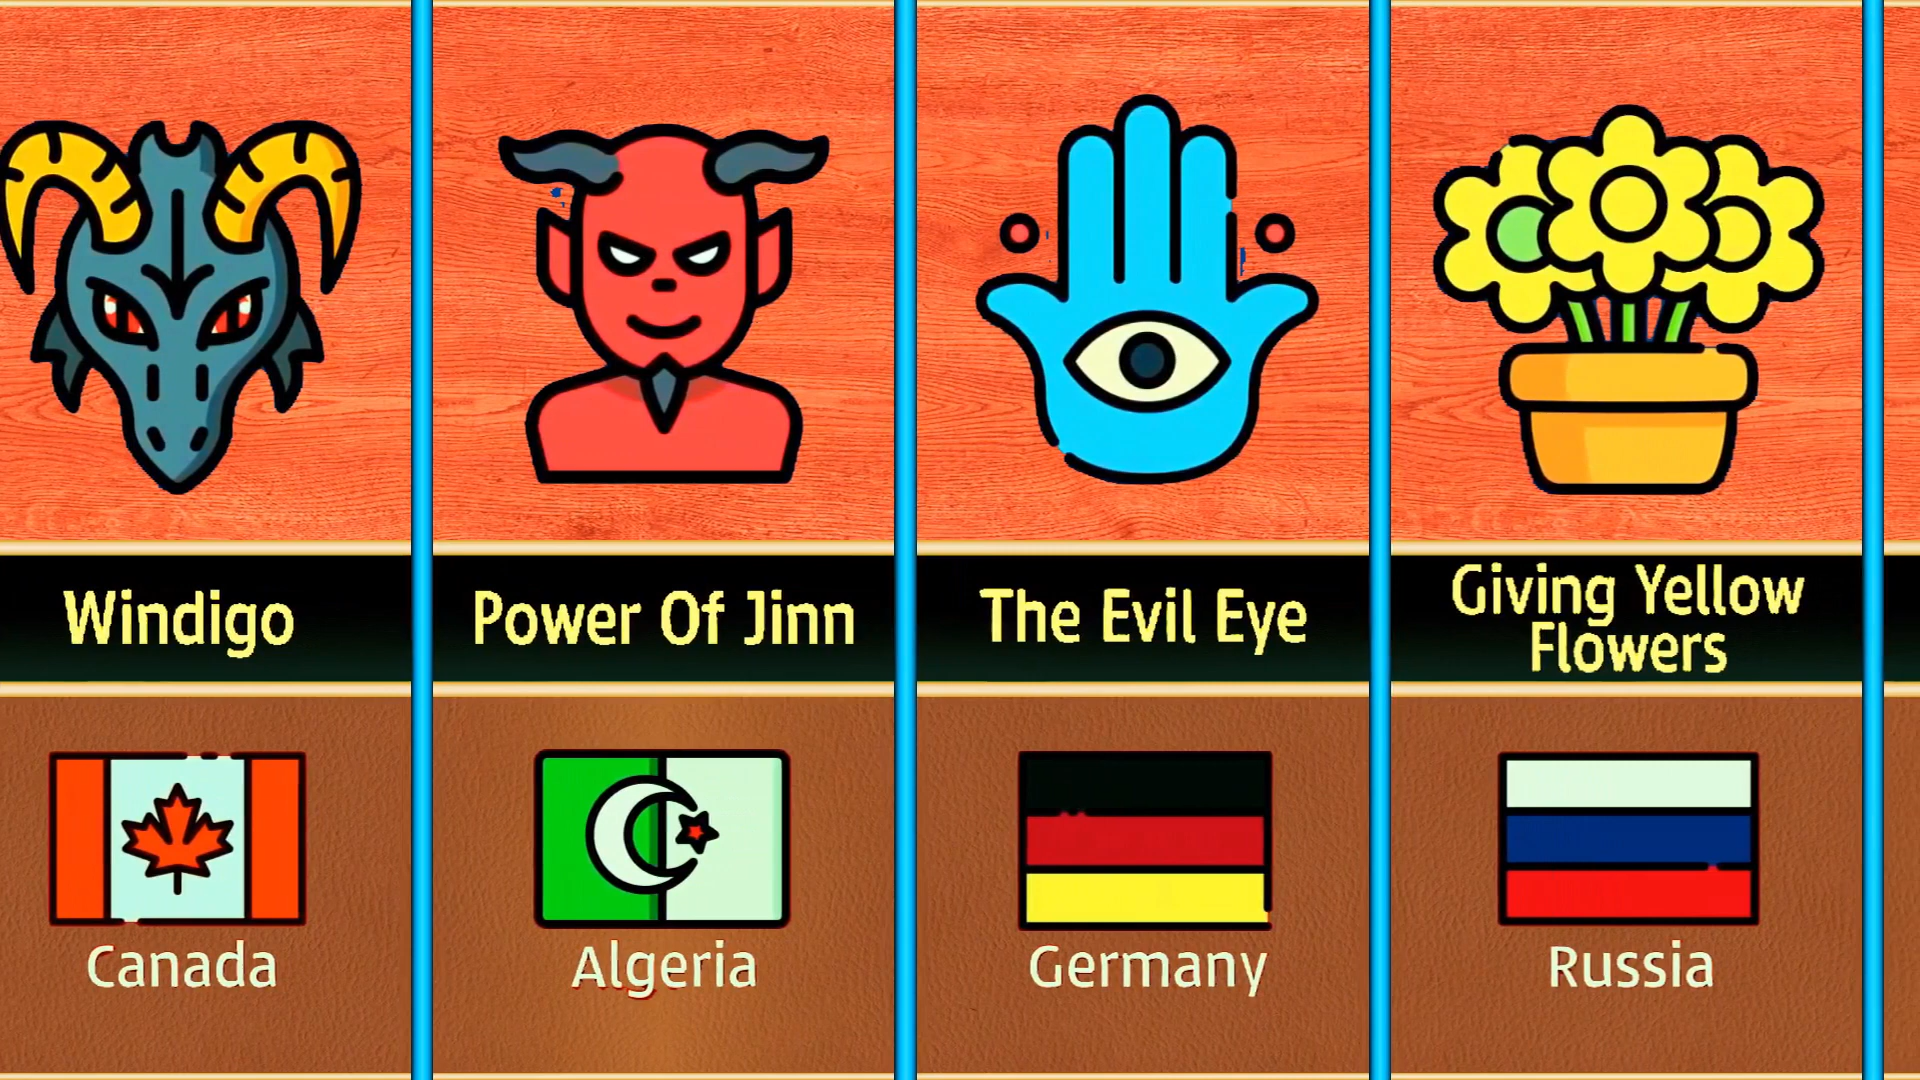 Windigo
Power Of Jinn
The Evil Eye
Giving Yellow
Flowers
Canada
Algeria
Germany
Russia